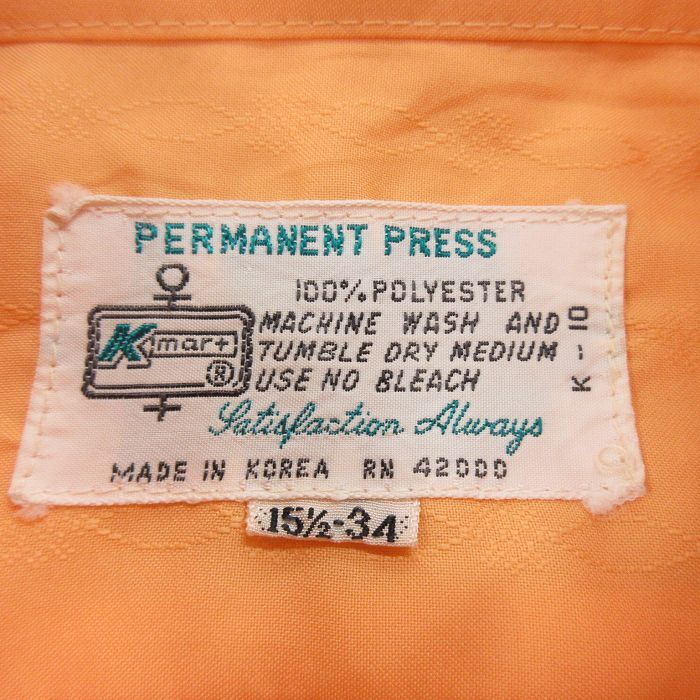 PERMANENT PRESS
100% POLYESTER
MACHINE WASH AND
TUMBLE DRY MEDIUM
USE NO BLEACH
K-10
Kmart
®
Satisfaction Always
MADE IN KOREA RN 42000
15½-34